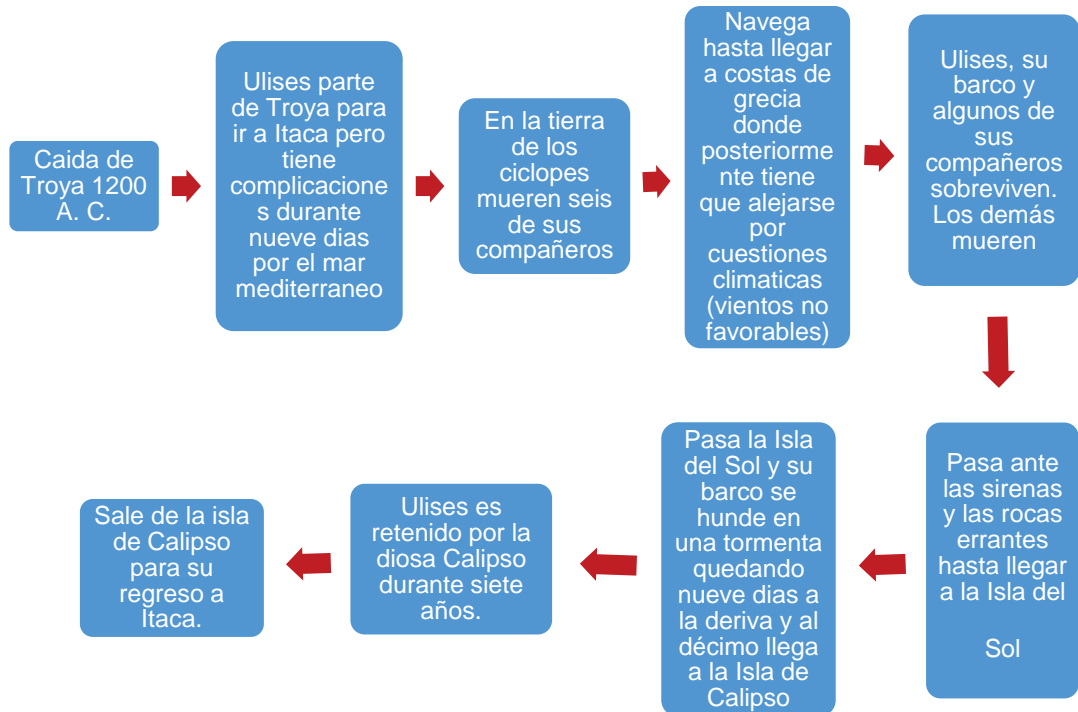 Caida de
Troya 1200
A. C.
Ulises parte
de Troya para
ir a Itaca pero
tiene
complicacione
s durante
nueve dias
por el mar
mediterraneo
En la tierra
de los
ciclopes
mueren seis
de sus
compañeros
Navega
hasta llegar
a costas de
grecia
donde
posteriorme
nte tiene
que alejarse
por
cuestiones
climaticas
(vientos no
favorables)
Ulises, su
barco y
algunos de
sus
compañeros
sobreviven.
Los demás
mueren
Pasa ante
las sirenas
y las rocas
errantes
hasta llegar
a la Isla del
Sol
Pasa la Isla
del Sol y su
barco se
hunde en
una tormenta
quedando
nueve dias a
la deriva y al
décimo llega
a la Isla de
Calipso
Ulises es
retenido por la
diosa Calipso
durante siete
años.
Sale de la isla
de Calipso
para su
regreso a
Itaca.